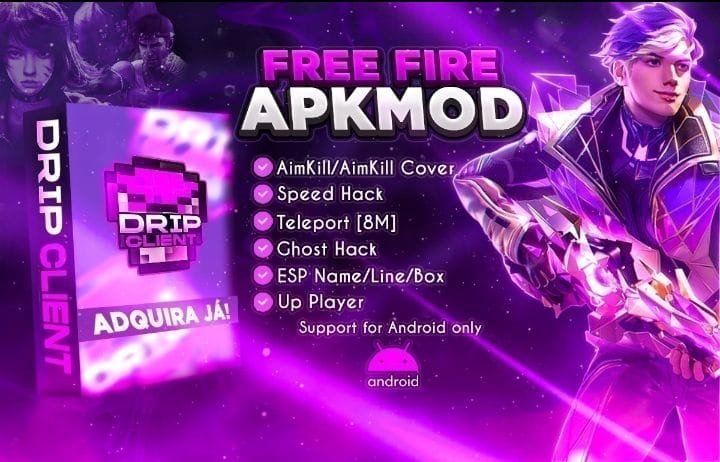 FREE FIRE
APKMOD
AimKill/AimKill Cover
Speed Hack
Teleport [8M]
Ghost Hack
ESP Name/Line/Box
Up Player
Support for Android only
android
DRIP CLIENT
DRIP
CLIENT
ADQUIRA JÁ!